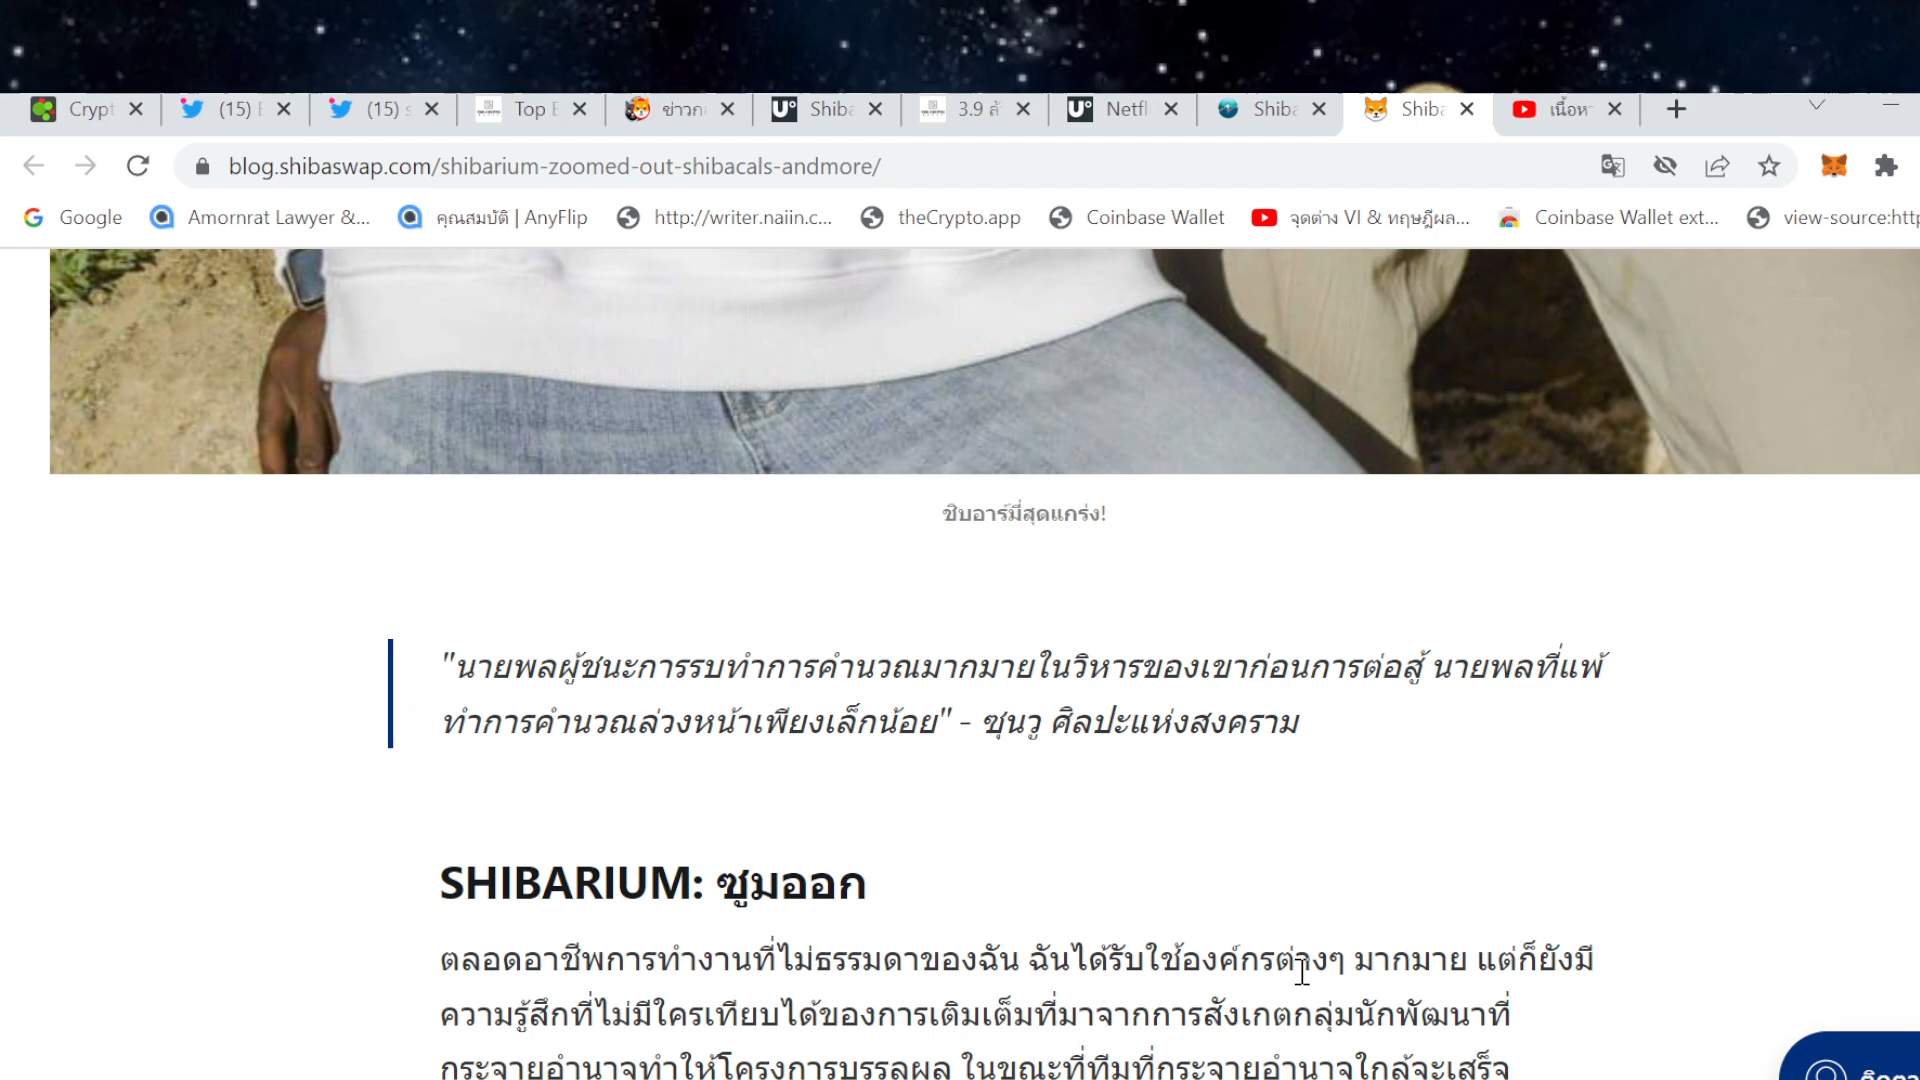 Crypt
(15) E
(15) s
Top E
ข่าวก
Shiba
3.9 ล้
Netfl
Shiba
Shiba
เนื้อห
blog.shibaswap.com/shibarium-zoomed-out-shibacals-andmore/
Google
Amornrat Lawyer &...
คุณสมบัติ | AnyFlip
http://writer.naiin.c...
theCrypto.app
Coinbase Wallet
จุดต่าง VI & ทฤษฎีผล...
Coinbase Wallet ext...
view-source:http
ชิบอาร์มี่สุดแกร่ง!
"นายพลผู้ชนะการรบทำการคำนวณมากมายในวิหารของเขาก่อนการต่อสู้ นายพลที่แพ้
ทำการคำนวณล่วงหน้าเพียงเล็กน้อย" - ซุนวู ศิลปะแห่งสงคราม
SHIBARIUM: ซูมออก
ตลอดอาชีพการทำงานที่ไม่ธรรมดาของฉัน ฉันได้รับใช้องค์กรต่างๆ มากมาย แต่ก็ยังมี
ความรู้สึกที่ไม่มีใครเทียบได้ของการเติมเต็มที่มาจากการสังเกตกลุ่มนักพัฒนาที่
กระจายอำนาจทำให้โครงการบรรลุผล ในขณะที่ทีมที่กระจายอำนาจใกล้จะเสร็จ